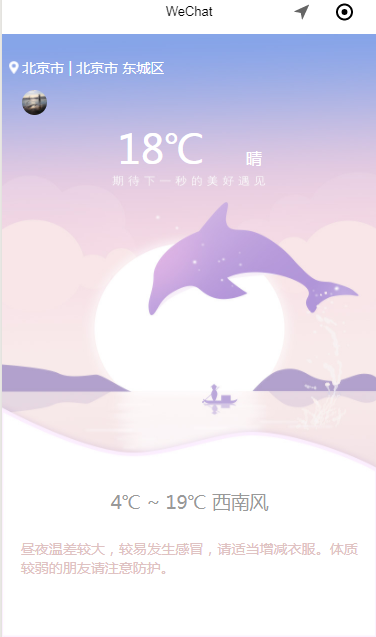 WeChat
北京市 | 北京市 东城区
18℃ 晴
期待下一秒的美好遇见
4℃ ~ 19℃ 西南风
昼夜温差较大，较易发生感冒，请适当增减衣服。体质
较弱的朋友请注意防护。